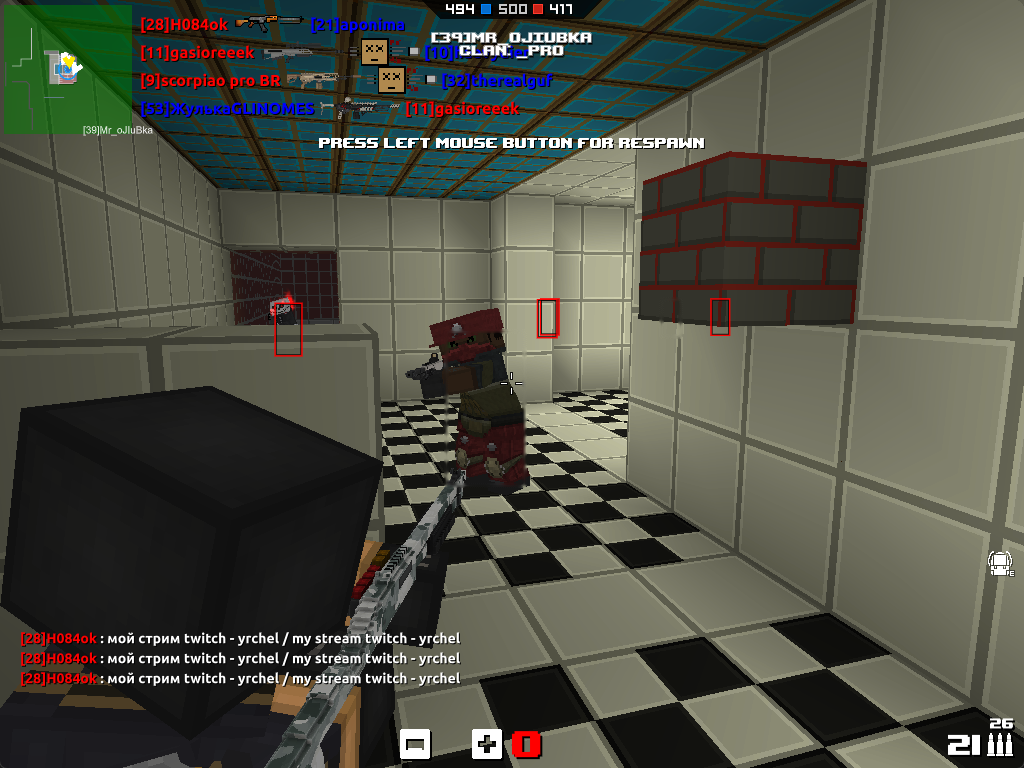 494 500 417
[28]H084ok [21]aponima
[39]MR_OJIUBKA
CLAN:_PRO
[11]gasioreeek
[9]scorpiao pro BR [32]therealguf
[53]ЖулькаGLINOMES [11]gasioreeek
[39]Mr_oJIuBka
PRESS LEFT MOUSE BUTTON FOR RESPAWN
[28]H084ok : мой стрим twitch - yrchel / my stream twitch - yrchel
[28]H084ok : мой стрим twitch - yrchel / my stream twitch - yrchel
[28]H084ok : мой стрим twitch - yrchel / my stream twitch - yrchel
0
26
21